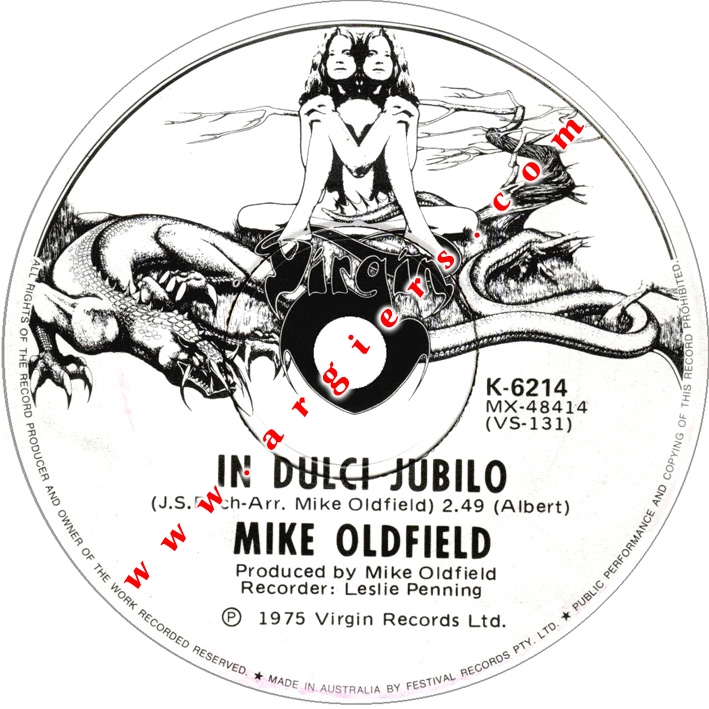 Virgin
K-6214
MX-48414
(VS-131)
IN DULCI JUBILO
(J.S. ch-Arr. Mike Oldfield) 2.49 (Albert)
MIKE OLDFIELD
Produced by Mike Oldfield
Recorder: Leslie Penning
Ⓟ 1975 Virgin Records Ltd.
ALL RIGHTS OF THE RECORD PRODUCER AND OWNER OF THE WORK RECORDED RESERVED. ★ MADE IN AUSTRALIA BY FESTIVAL RECORDS PTY. LTD. ★ PUBLIC PERFORMANCE AND COPYING OF THIS RECORD PROHIBITED.
www.argiers.com